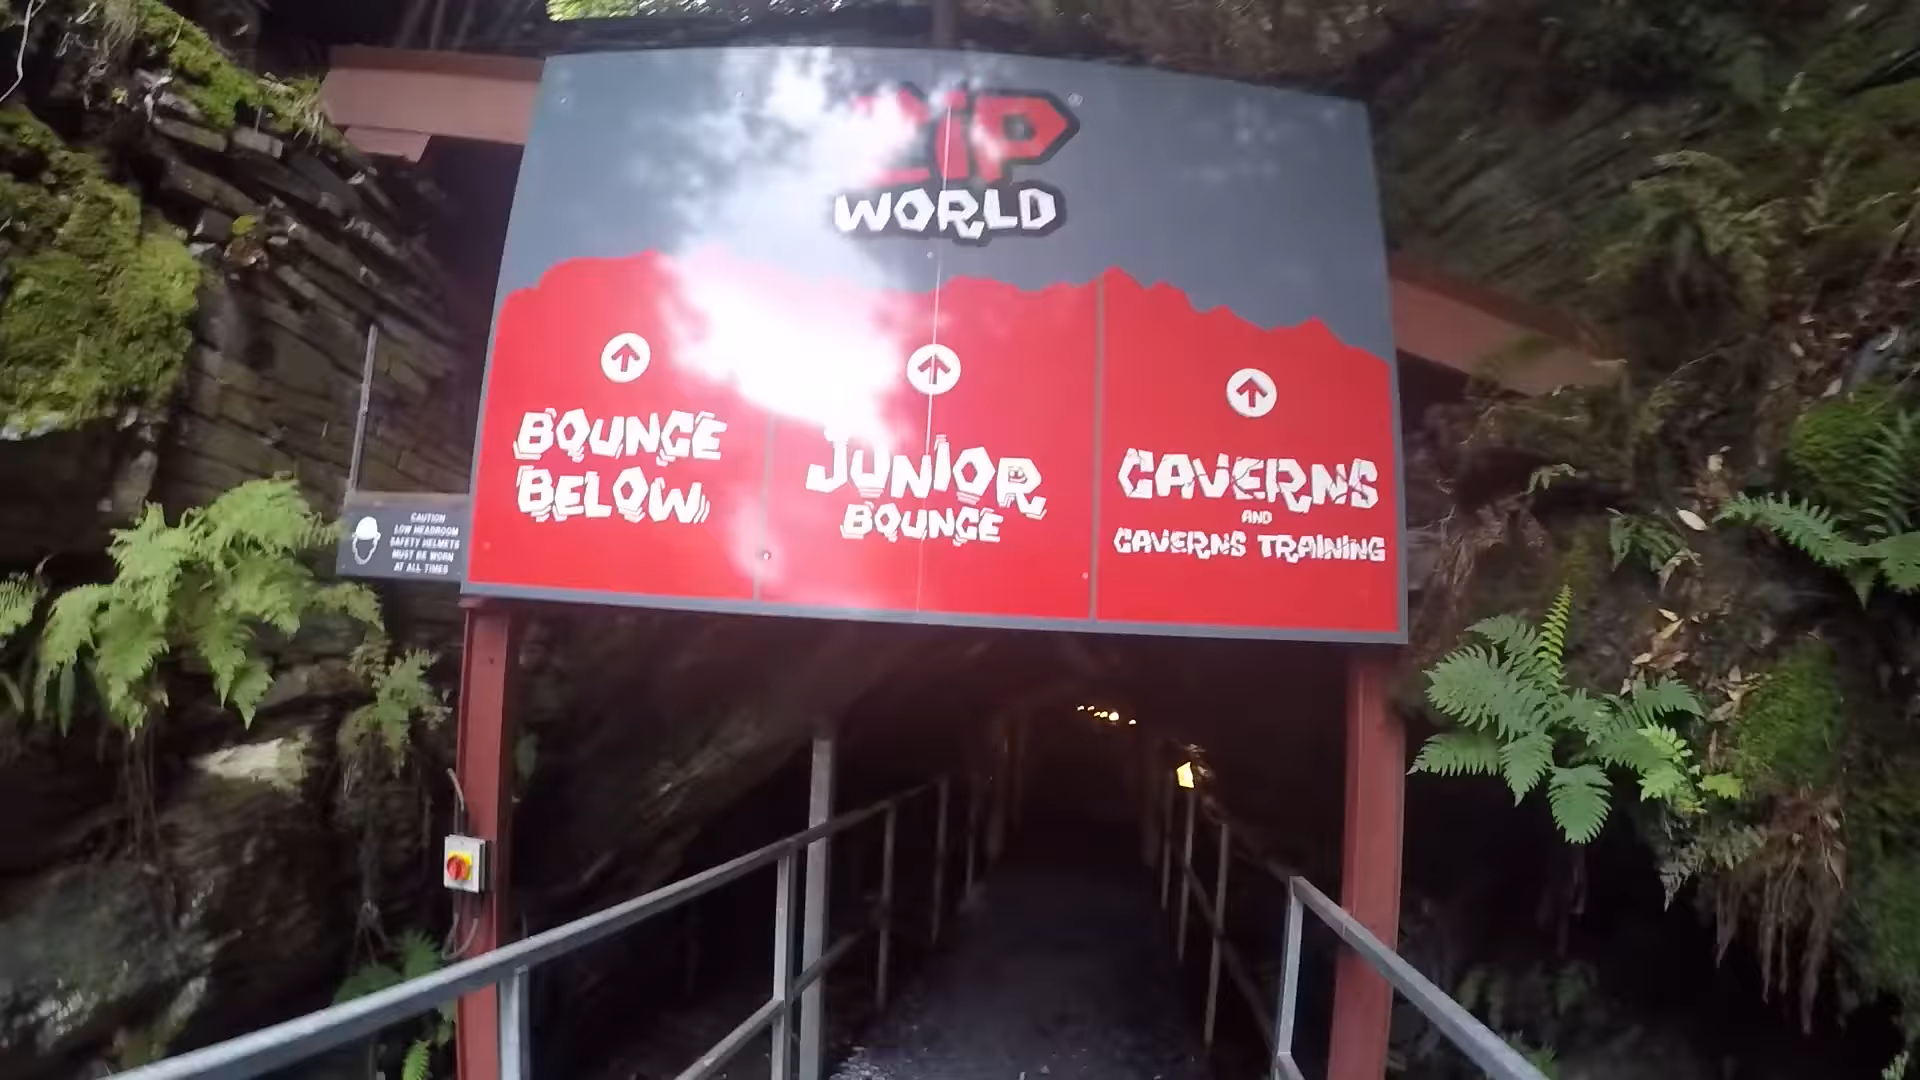 ZIP
WORLD
BOUNCE
BELOW
JUNIOR
BOUNCE
CAVERNS
AND
CAVERNS TRAINING
CAUTION
LOW HEADROOM
SAFETY HELMETS
MUST BE WORN
AT ALL TIMES